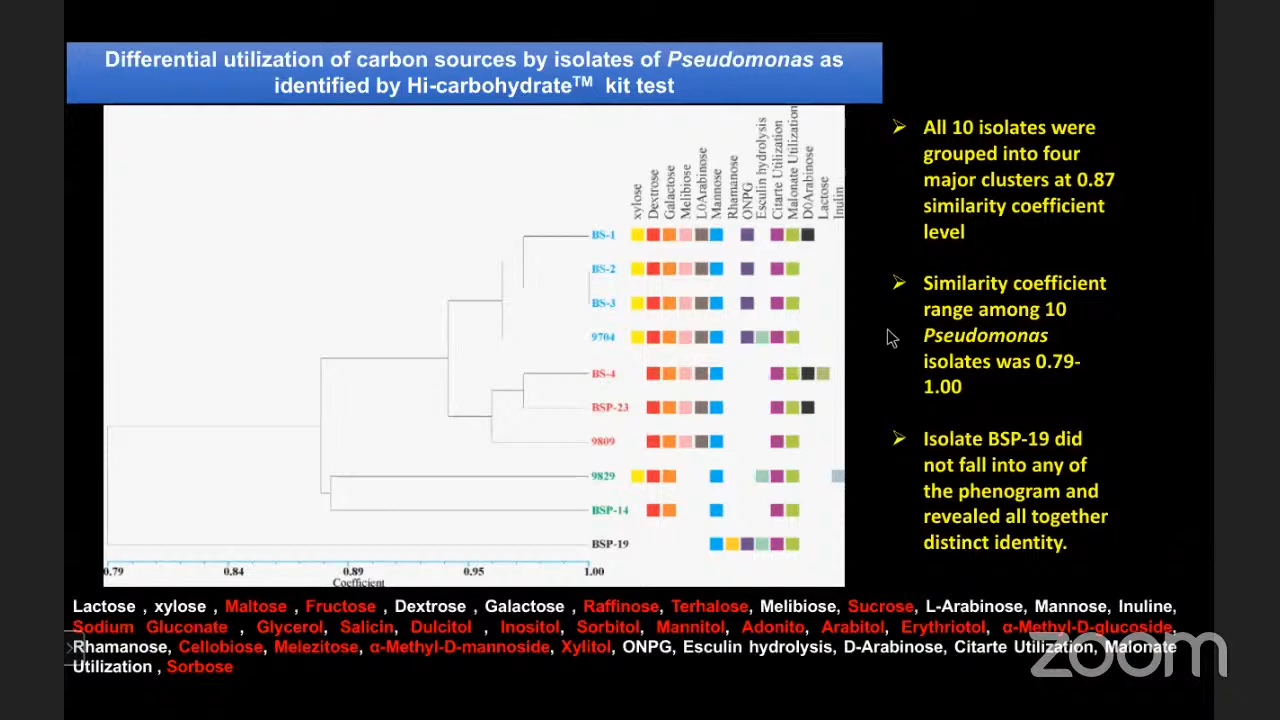 Differential utilization of carbon sources by isolates of Pseudomonas as
identified by Hi-carbohydrateTM kit test
xylose
Dextrose
Galactose
Melibiose
L0Arabinose
Mannose
Rhamanose
ONPG
Esculin hydrolysis
Citarte Utilization
Malonate Utilization
D0Arabinose
Lactose
Inulin
BS-1
BS-2
BS-3
9704
BS-4
BSP-23
9809
9829
BSP-14
BSP-19
0.79 0.84 0.89 0.95 1.00
Coefficient
All 10 isolates were
grouped into four
major clusters at 0.87
similarity coefficient
level
Similarity coefficient
range among 10
Pseudomonas
isolates was 0.79-
1.00
Isolate BSP-19 did
not fall into any of
the phenogram and
revealed all together
distinct identity.
Lactose , xylose , Maltose , Fructose , Dextrose , Galactose , Raffinose, Terhalose, Melibiose, Sucrose , L-Arabinose, Mannose, Inuline,
Sodium Gluconate , Glycerol, Salicin, Dulcitol , Inositol, Sorbitol, Mannitol, Adonito, Arabitol, Erythriotol, α-Methyl-D-glucoside,
Rhamanose, Cellobiose, Melezitose, α-Methyl-D-mannoside, Xylitol, ONPG, Esculin hydrolysis, D-Arabinose, Citarte Utilization, Malonate
Utilization , Sorbose
zoom